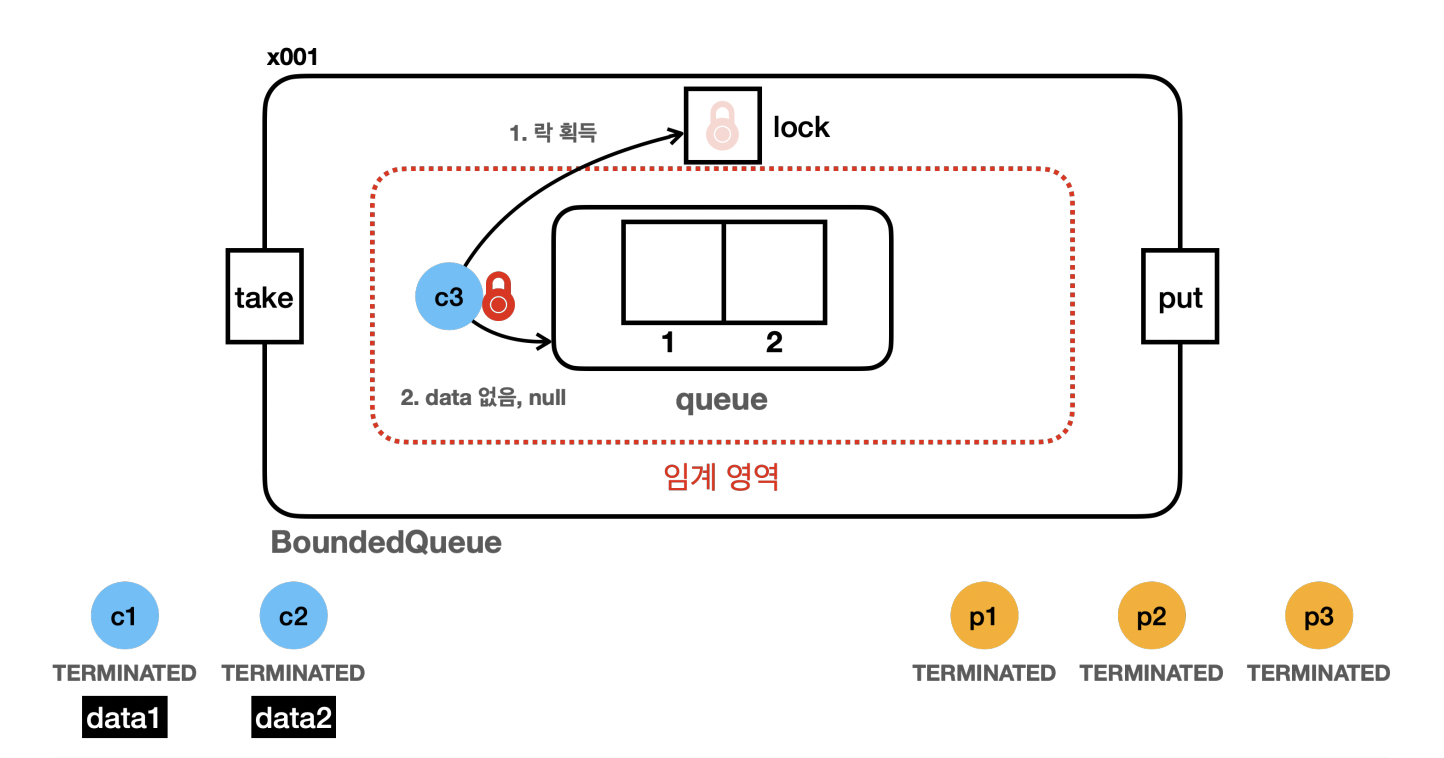 x001
1. 락 획득
lock
take
c3
put
1
2
2. data 없음, null
queue
임계 영역
BoundedQueue
c1
c2
p1
p2
p3
TERMINATED
TERMINATED
TERMINATED
TERMINATED
TERMINATED
data1
data2